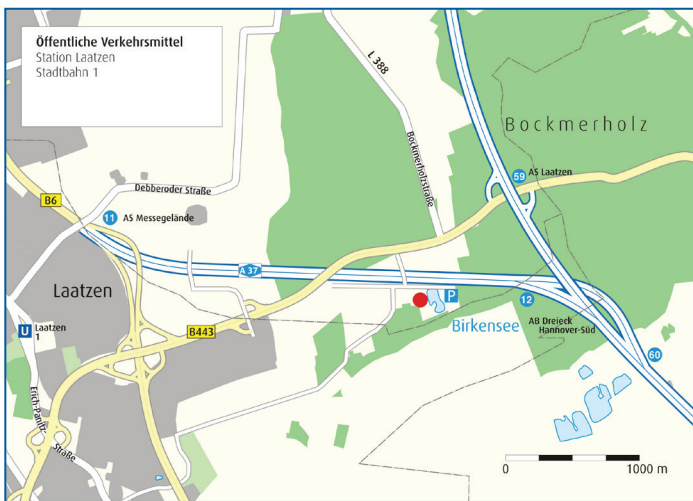 Öffentliche Verkehrsmittel
Station Laatzen
Stadtbahn 1
L 388
Bockmerholz
Bockmerholzstraße
59 AS Laatzen
Debberoder Straße
B6
11 AS Messegelände
A 37
Laatzen
P
12
Birkensee
AB Dreieck
Hannover-Süd
U Laatzen
1
B443
60
Erich-Panitz-
Straße
0 1000 m